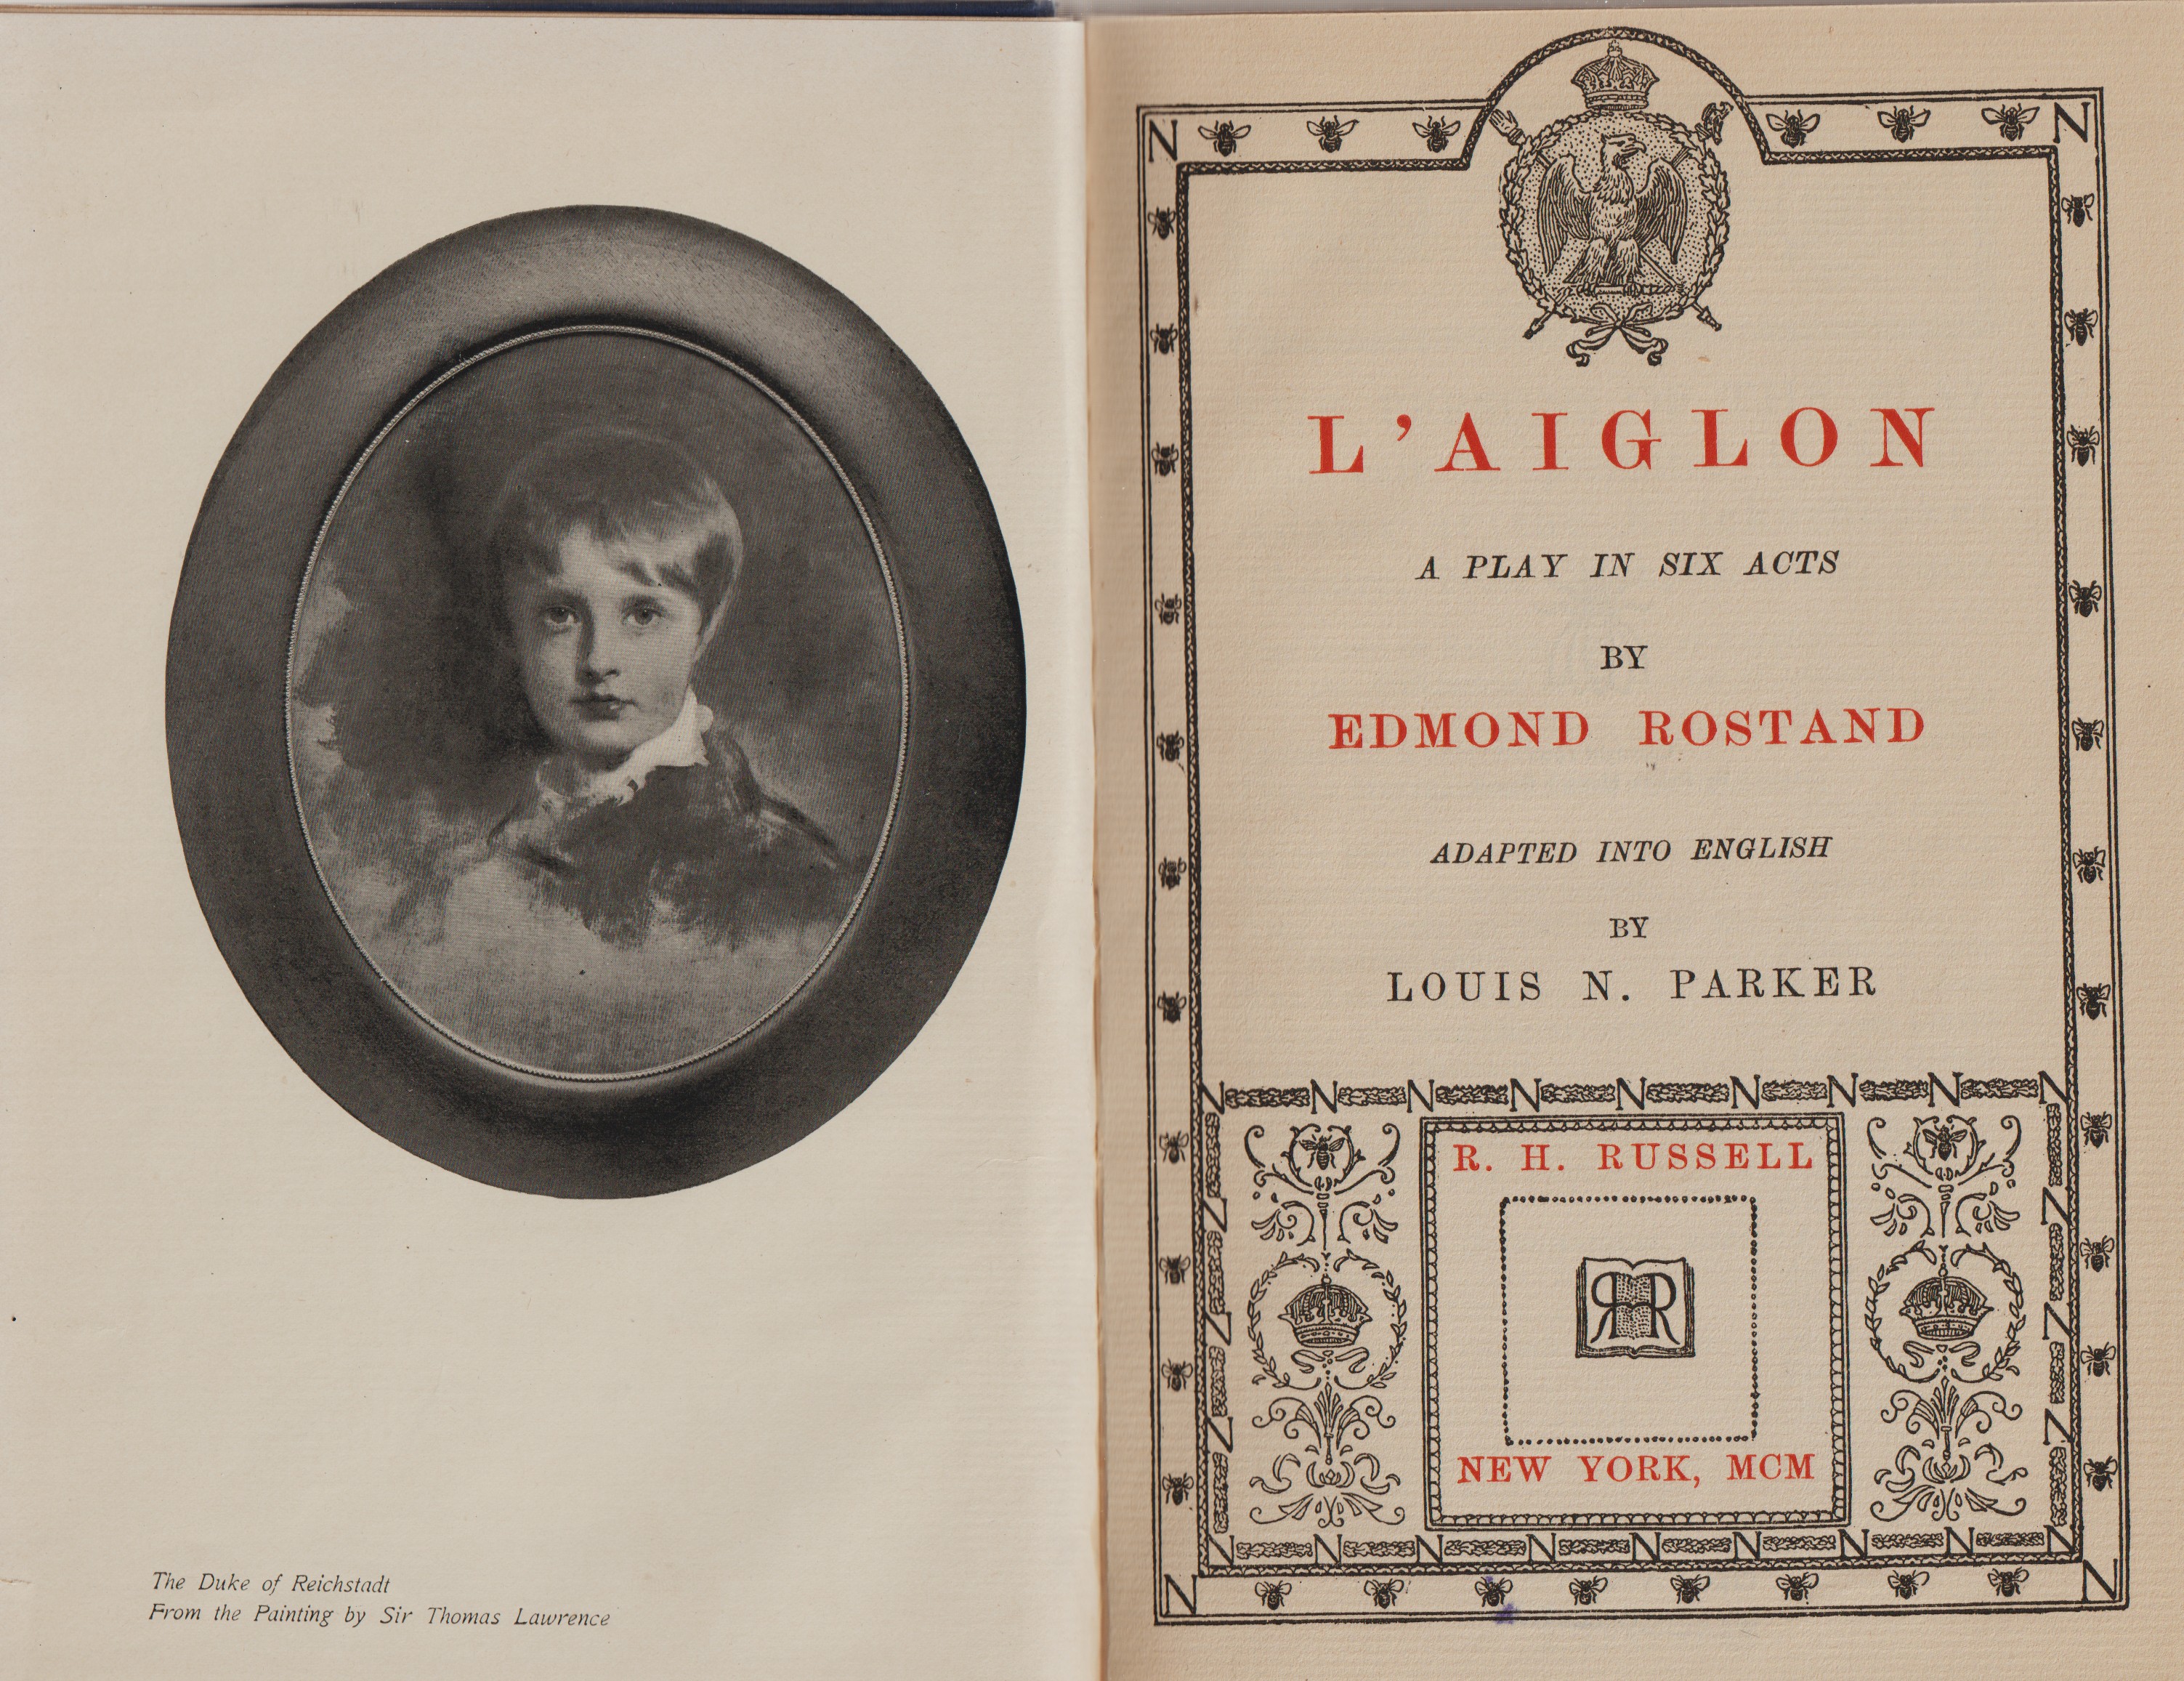 The Duke of Reichstadt
From the Painting by Sir Thomas Lawrence
L'AIGLON
A PLAY IN SIX ACTS
BY
EDMOND ROSTAND
ADAPTED INTO ENGLISH
BY
LOUIS N. PARKER
R. H. RUSSELL
RHR
NEW YORK, MCM